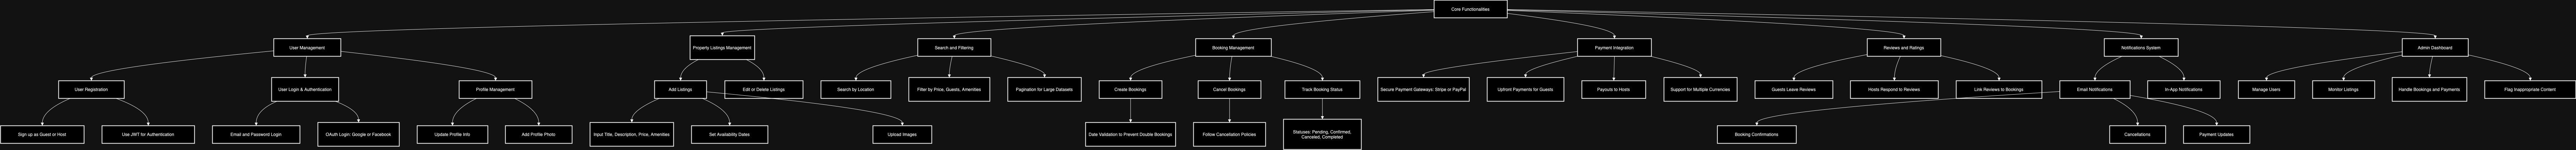 Core Functionalities
User Management
Property Listings Management
Search and Filtering
Booking Management
Payment Integration
Reviews and Ratings
Notifications System
Admin Dashboard
User Registration
User Login & Authentication
Profile Management
Add Listings
Edit or Delete Listings
Search by Location
Filter by Price, Guests, Amenities
Pagination for Large Datasets
Create Bookings
Cancel Bookings
Track Booking Status
Secure Payment Gateways: Stripe or PayPal
Upfront Payments for Guests
Payouts to Hosts
Support for Multiple Currencies
Guests Leave Reviews
Hosts Respond to Reviews
Link Reviews to Bookings
Email Notifications
In-App Notifications
Manage Users
Monitor Listings
Handle Bookings and Payments
Flag Inappropriate Content
Sign up as Guest or Host
Use JWT for Authentication
Email and Password Login
OAuth Login: Google or Facebook
Update Profile Info
Add Profile Photo
Input Title, Description, Price, Amenities
Set Availability Dates
Upload Images
Date Validation to Prevent Double Bookings
Follow Cancellation Policies
Statuses: Pending, Confirmed,
Canceled, Completed
Booking Confirmations
Cancellations
Payment Updates